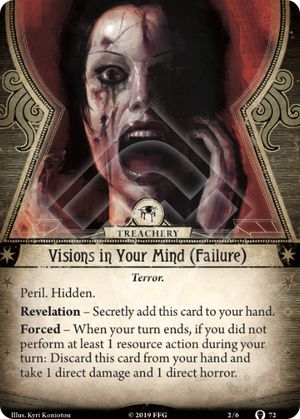 TREACHERY
Visions in Your Mind (Failure)
Terror.
Peril. Hidden.
Revelation – Secretly add this card to your hand.
Forced – When your turn ends, if you did not
perform at least 1 resource action during your
turn: Discard this card from your hand and
take 1 direct damage and 1 direct horror.
Illus. Kyri Koniotou
© 2019 FFG
2/6
72